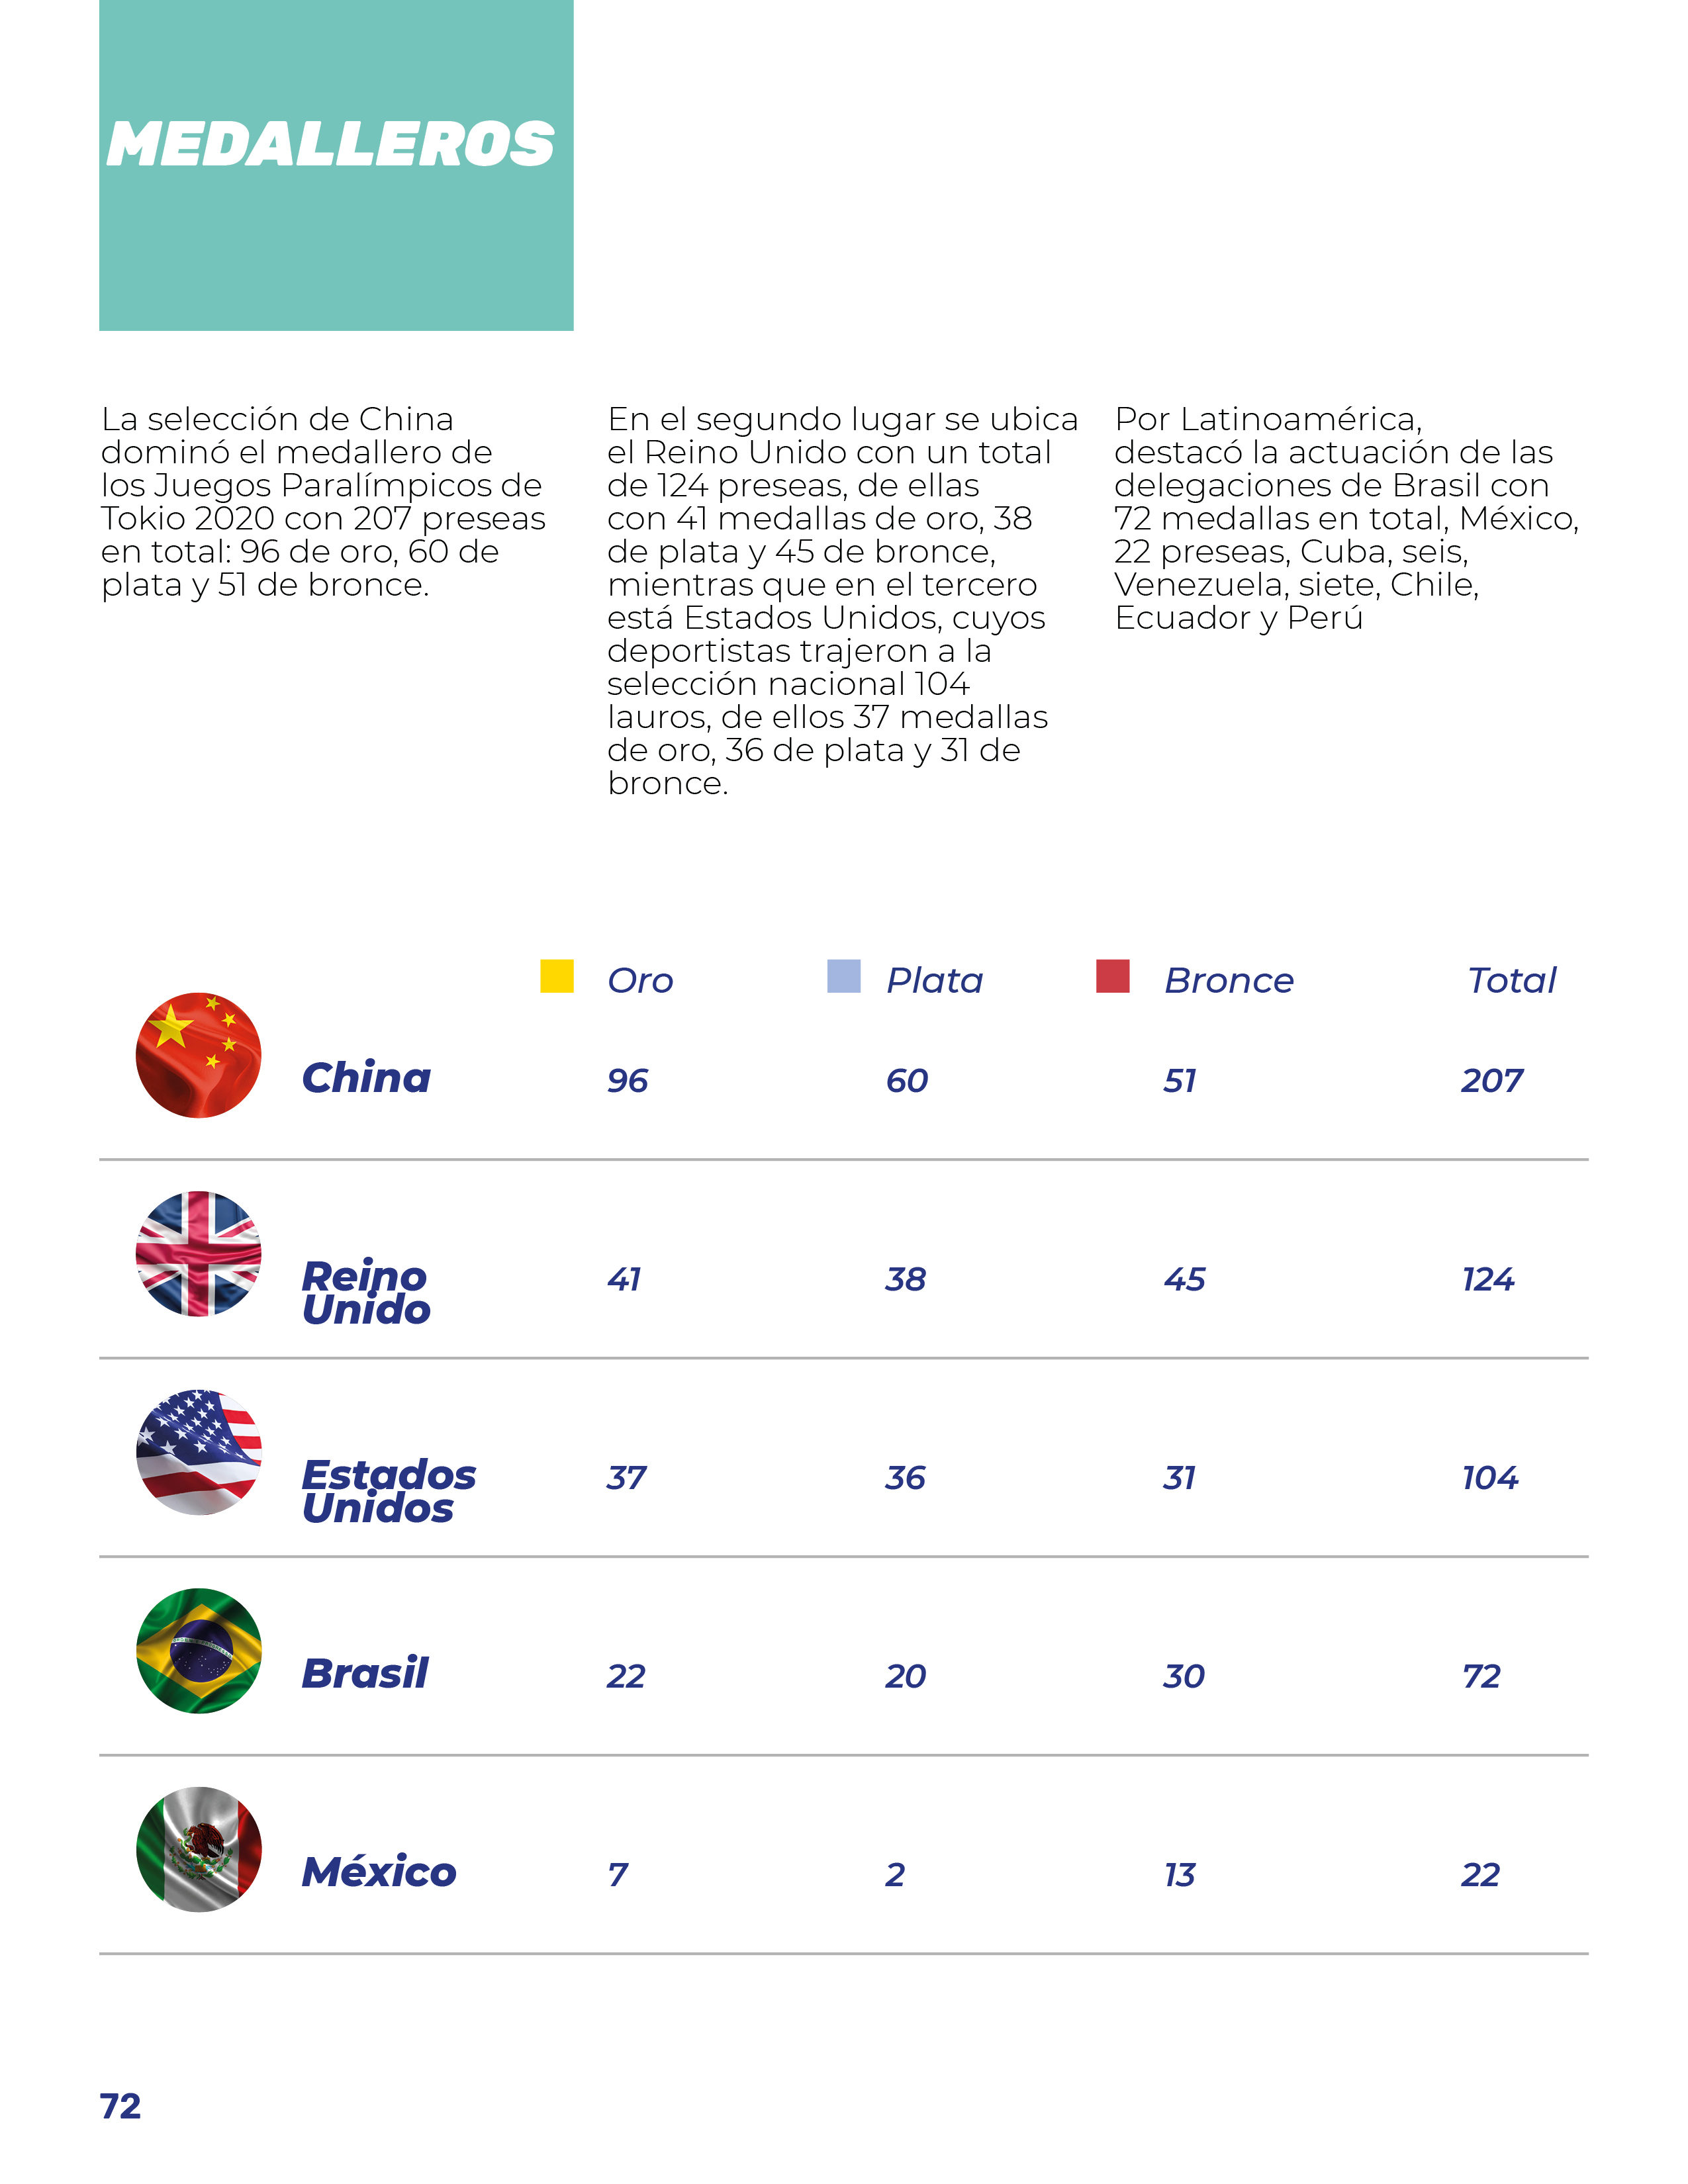 MEDALLEROS
La selección de China
dominó el medallero de
los Juegos Paralímpicos de
Tokio 2020 con 207 preseas
en total: 96 de oro, 60 de
plata y 51 de bronce.
En el segundo lugar se ubica
el Reino Unido con un total
de 124 preseas, de ellas
con 41 medallas de oro, 38
de plata y 45 de bronce,
mientras que en el tercero
está Estados Unidos, cuyos
deportistas trajeron a la
selección nacional 104
lauros, de ellos 37 medallas
de oro, 36 de plata y 31 de
bronce.
Por Latinoamérica,
destacó la actuación de las
delegaciones de Brasil con
72 medallas en total, México,
22 preseas, Cuba, seis,
Venezuela, siete, Chile,
Ecuador y Perú
Oro Plata Bronce Total
China 96 60 51 207
Reino 41 38 45 124
Unido
Estados 37 36 31 104
Unidos
Brasil 22 20 30 72
México 7 2 13 22
72